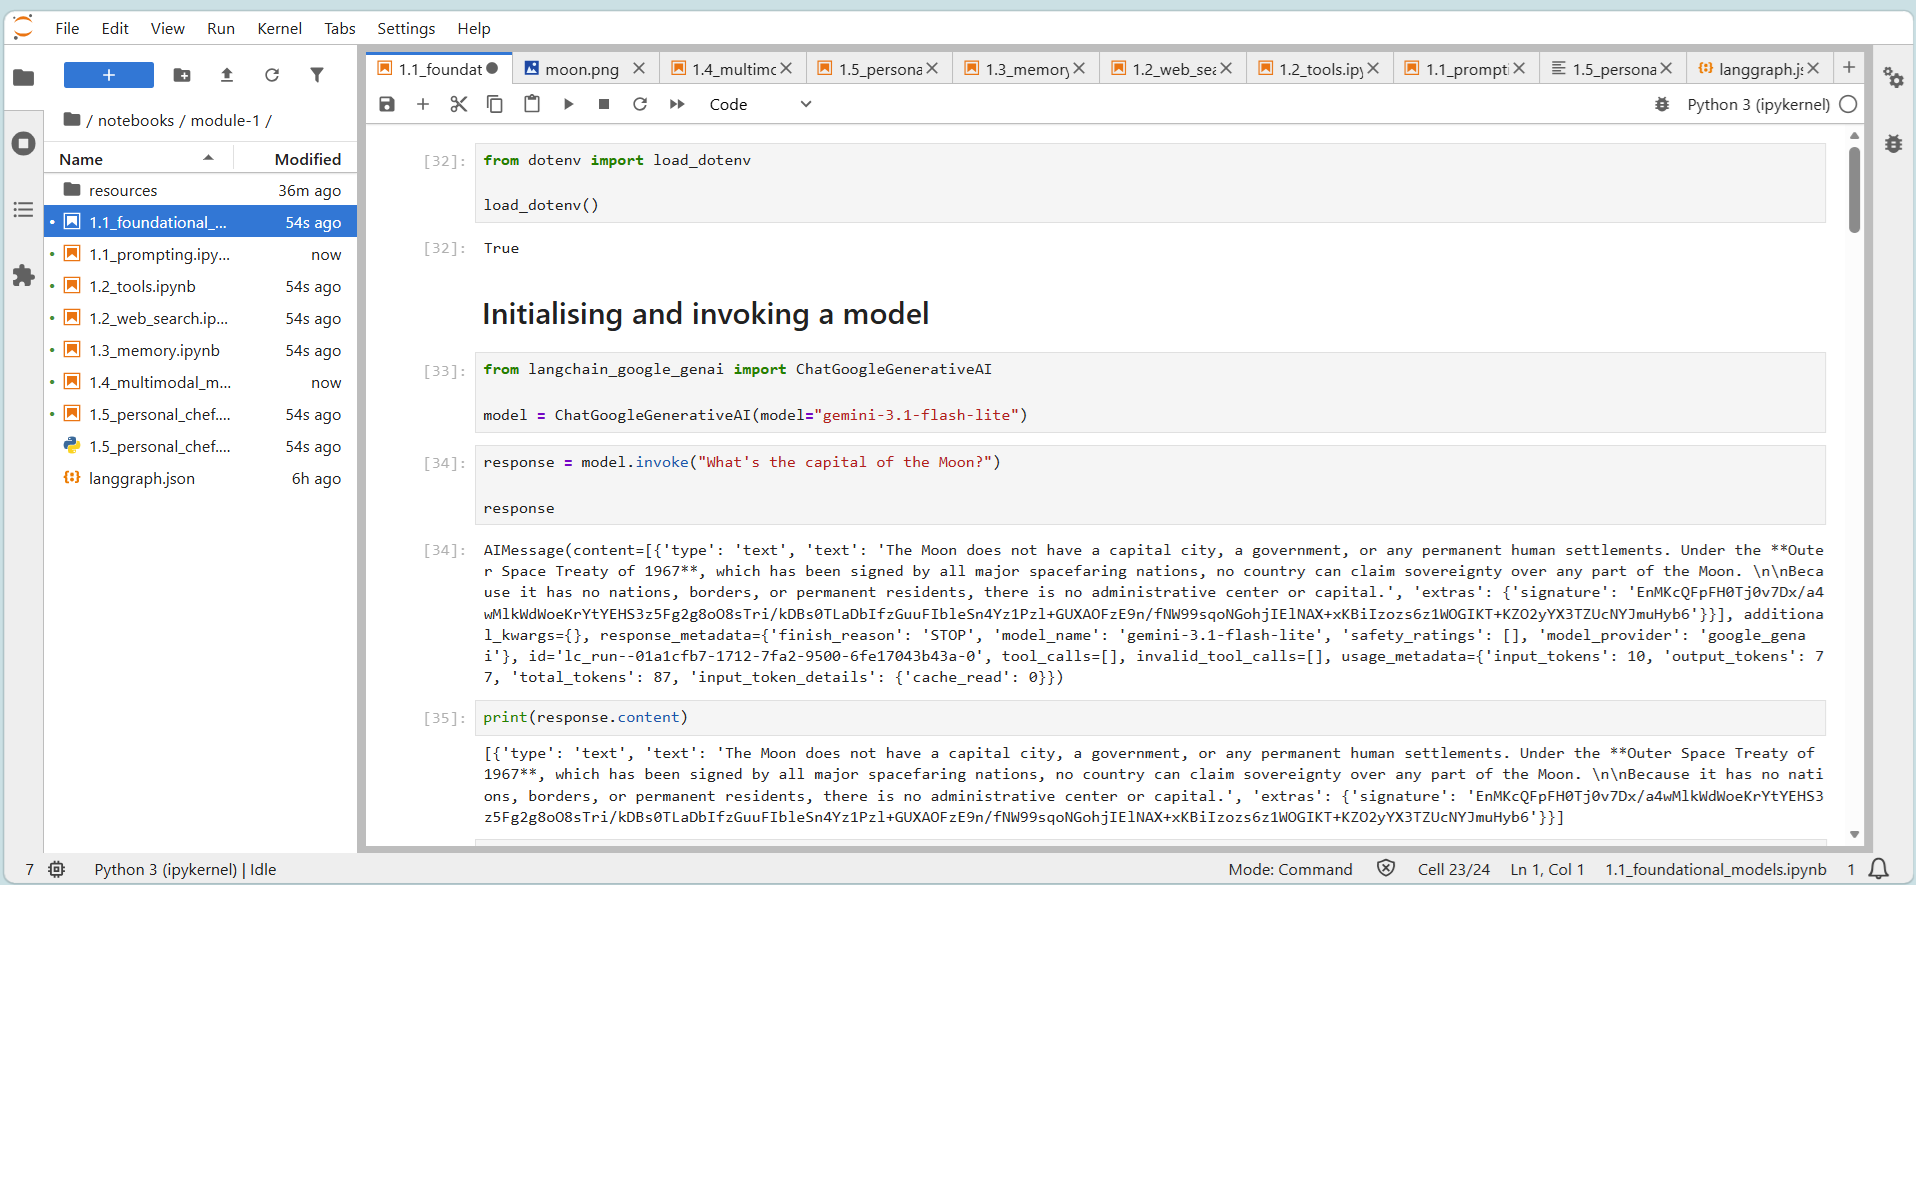 File Edit View Run Kernel Tabs Settings Help
1.1_foundat moon.png 1.4_multimo 1.5_persona 1.3_memory 1.2_web_sea 1.2_tools.ipy 1.1_prompti 1.5_persona langgraph.js
Code Python 3 (ipykernel)
/ notebooks / module-1 /
Name Modified
resources 36m ago
1.1_foundational_... 54s ago
1.1_prompting.ipy... now
1.2_tools.ipynb 54s ago
1.2_web_search.ip... 54s ago
1.3_memory.ipynb 54s ago
1.4_multimodal_m... now
1.5_personal_chef.... 54s ago
1.5_personal_chef.... 54s ago
langgraph.json 6h ago
[32]: from dotenv import load_dotenv
load_dotenv()
[32]: True
Initialising and invoking a model
[33]: from langchain_google_genai import ChatGoogleGenerativeAI
model = ChatGoogleGenerativeAI(model="gemini-3.1-flash-lite")
[34]: response = model.invoke("What's the capital of the Moon?")
response
[34]: AIMessage(content=[{'type': 'text', 'text': 'The Moon does not have a capital city, a government, or any permanent human settlements. Under the **Oute
r Space Treaty of 1967**, which has been signed by all major spacefaring nations, no country can claim sovereignty over any part of the Moon. \n\nBeca
use it has no nations, borders, or permanent residents, there is no administrative center or capital.', 'extras': {'signature': 'EnMKcQFpFH0Tj0v7Dx/a4
wMlkWdWoeKrYtYEHS3z5Fg2g8oO8sTri/kDBs0TLaDbIfzGuuFIbleSn4Yz1Pzl+GUXAOFzE9n/fNW99sqoNGohjIElNAX+xKBiIzozs6z1WOGIKT+KZO2yYX3TZUcNYJmuHyb6'}}], additiona
l_kwargs={}, response_metadata={'finish_reason': 'STOP', 'model_name': 'gemini-3.1-flash-lite', 'safety_ratings': [], 'model_provider': 'google_gena
i'}, id='lc_run--01a1cfb7-1712-7fa2-9500-6fe17043b43a-0', tool_calls=[], invalid_tool_calls=[], usage_metadata={'input_tokens': 10, 'output_tokens': 7
7, 'total_tokens': 87, 'input_token_details': {'cache_read': 0}})
[35]: print(response.content)
[{'type': 'text', 'text': 'The Moon does not have a capital city, a government, or any permanent human settlements. Under the **Outer Space Treaty of
1967**, which has been signed by all major spacefaring nations, no country can claim sovereignty over any part of the Moon. \n\nBecause it has no nati
ons, borders, or permanent residents, there is no administrative center or capital.', 'extras': {'signature': 'EnMKcQFpFH0Tj0v7Dx/a4wMlkWdWoeKrYtYEHS3
z5Fg2g8oO8sTri/kDBs0TLaDbIfzGuuFIbleSn4Yz1Pzl+GUXAOFzE9n/fNW99sqoNGohjIElNAX+xKBiIzozs6z1WOGIKT+KZO2yYX3TZUcNYJmuHyb6'}}]
7 Python 3 (ipykernel) | Idle Mode: Command Cell 23/24 Ln 1, Col 1 1.1_foundational_models.ipynb 1